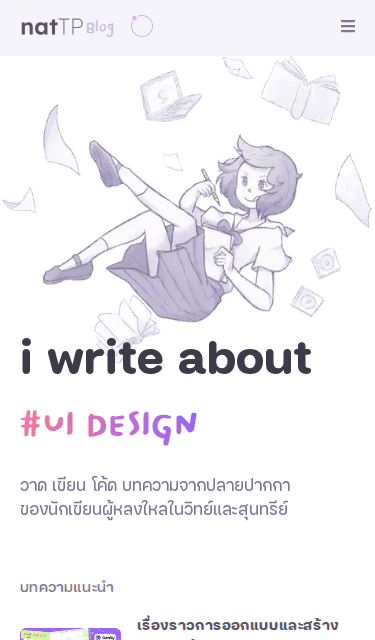 natTP Blog
i write about
#UI DESIGN
วาด เขียน โค้ด บทความจากปลายปากกา
ของนักเขียนผู้หลงใหลในวิทย์และสุนทรีย์
บทความแนะนำ
เรื่องราวการออกแบบและสร้าง